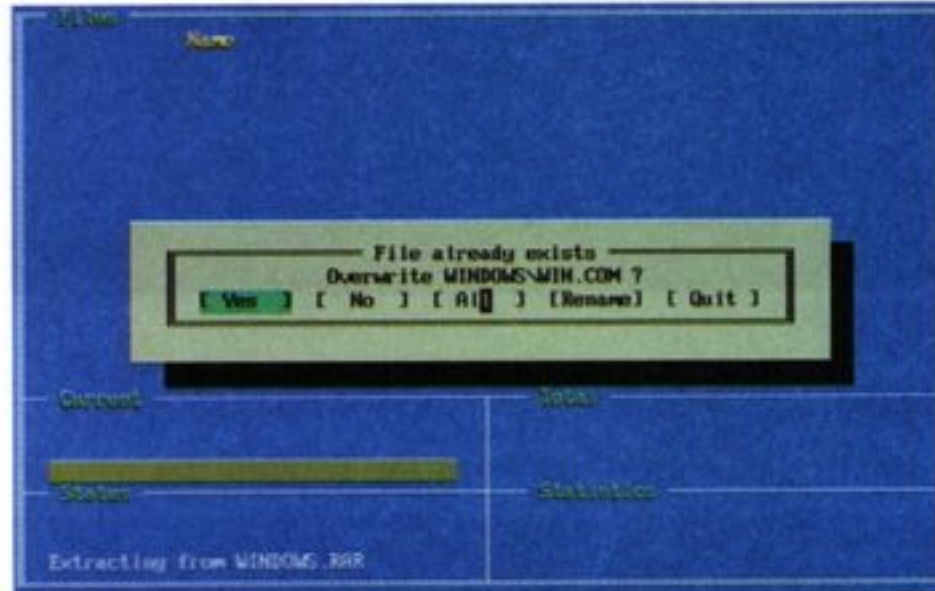 Name
File already exists
Overwrite WINDOWS\WIN.COM ?
[ Yes ] [ No ] [ All ] [Rename] [ Quit ]
Current
Total
Status
Statistics
Extracting from WINDOWS.RAR